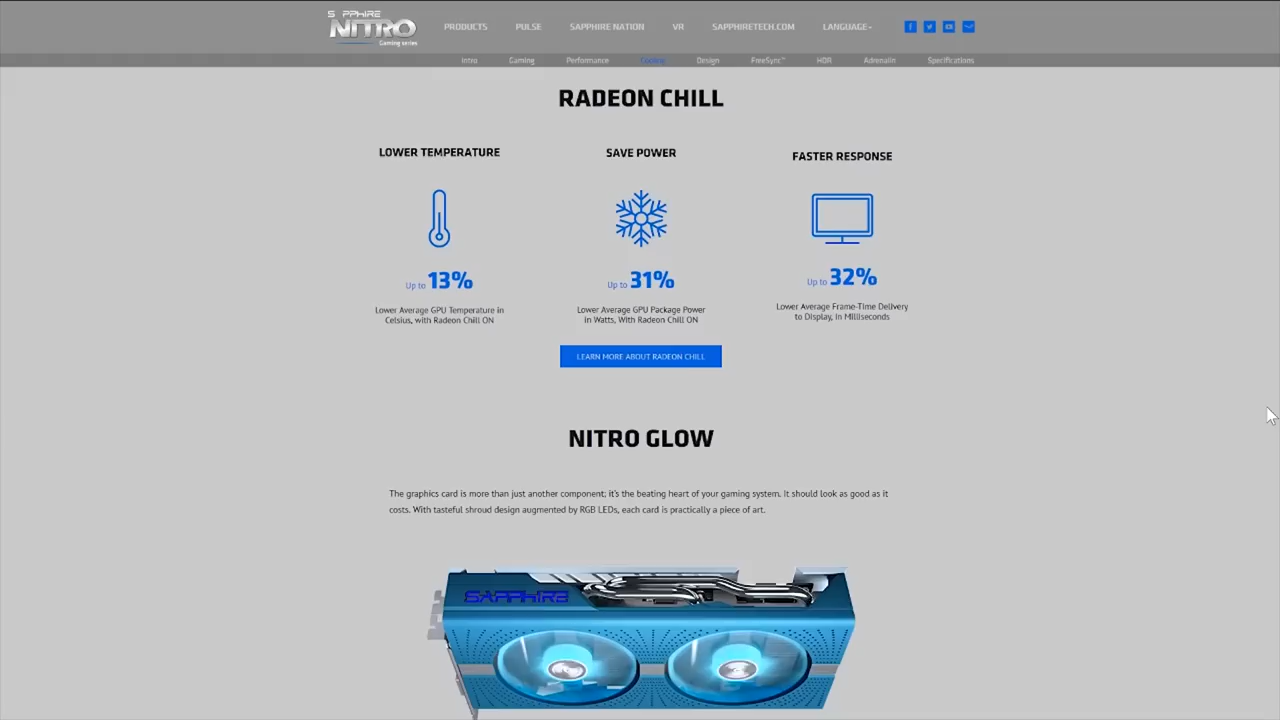 SAPPHIRE
NITRO
Gaming series
PRODUCTS PULSE SAPPHIRE NATION VR SAPPHIRETECH.COM LANGUAGE
Intro Gaming Performance Cooling Design FreeSync™ HDR Adrenalin Specifications
RADEON CHILL
LOWER TEMPERATURE
Up to 13%
Lower Average GPU Temperature in
Celsius, with Radeon Chill ON
SAVE POWER
Up to 31%
Lower Average GPU Package Power
in Watts, With Radeon Chill ON
FASTER RESPONSE
Up to 32%
Lower Average Frame-Time Delivery
to Display, in Milliseconds
LEARN MORE ABOUT RADEON CHILL
NITRO GLOW
The graphics card is more than just another component; it's the beating heart of your gaming system. It should look as good as it
costs. With tasteful shroud design augmented by RGB LEDs, each card is practically a piece of art.
SAPPHIRE